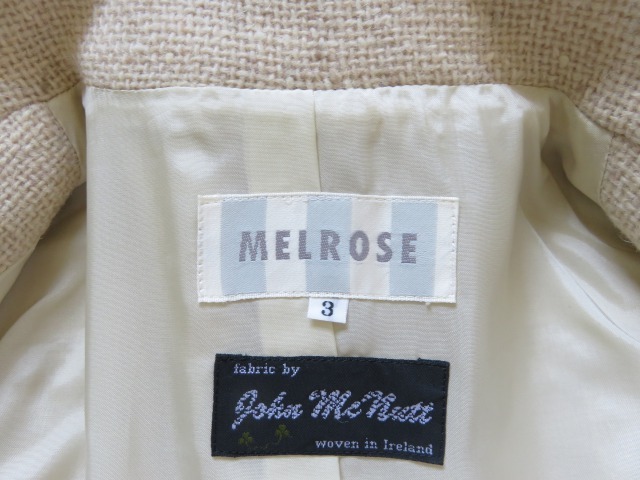 MELROSE
3
fabric by
John McNutt
woven in Ireland